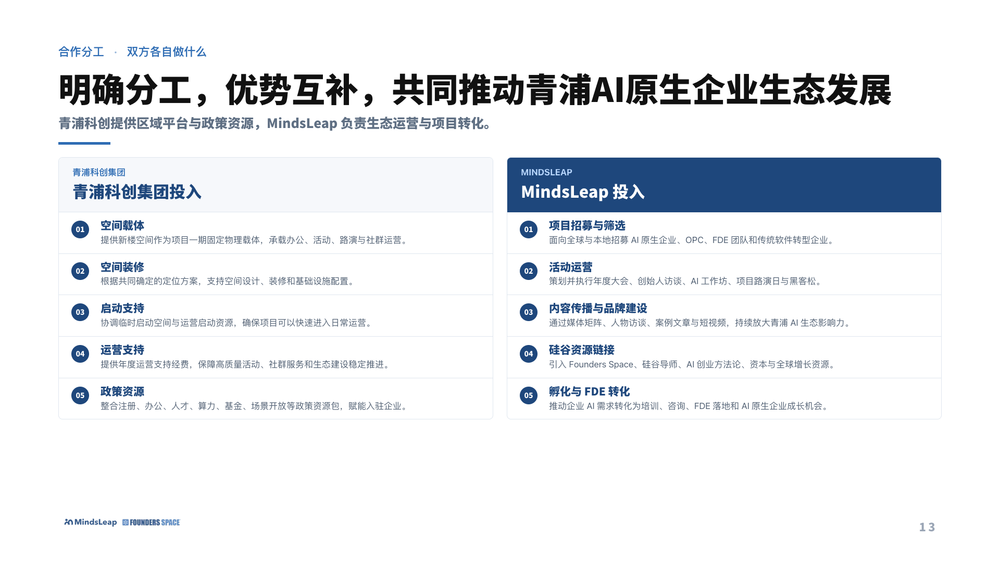 合作分工 · 双方各自做什么
明确分工，优势互补，共同推动青浦AI原生企业生态发展
青浦科创提供区域平台与政策资源，MindsLeap 负责生态运营与项目转化。
青浦科创集团
青浦科创集团投入
01
空间载体
提供新楼空间作为项目一期固定物理载体，承载办公、活动、路演与社群运营。
02
空间装修
根据共同确定的定位方案，支持空间设计、装修和基础设施配置。
03
启动支持
协调临时启动空间与运营启动资源，确保项目可以快速进入日常运营。
04
运营支持
提供年度运营支持经费，保障高质量活动、社群服务和生态建设稳定推进。
05
政策资源
整合注册、办公、人才、算力、基金、场景开放等政策资源包，赋能入驻企业。
MINDSLEAP
MindsLeap 投入
01
项目招募与筛选
面向全球与本地招募 AI 原生企业、OPC、FDE 团队和传统软件转型企业。
02
活动运营
策划并执行年度大会、创始人访谈、AI 工作坊、项目路演日与黑客松。
03
内容传播与品牌建设
通过媒体矩阵、人物访谈、案例文章与短视频，持续放大青浦 AI 生态影响力。
04
硅谷资源链接
引入 Founders Space、硅谷导师、AI 创业方法论、资本与全球增长资源。
05
孵化与 FDE 转化
推动企业 AI 需求转化为培训、咨询、FDE 落地和 AI 原生企业成长机会。
MindsLeap FOUNDERS SPACE
13